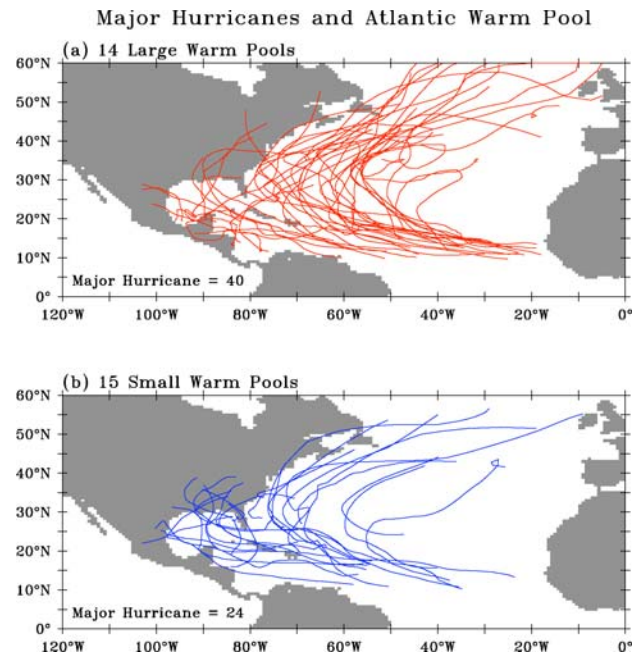 Major Hurricanes and Atlantic Warm Pool
(a) 14 Large Warm Pools
60°N
50°N
40°N
30°N
20°N
10°N
0°
Major Hurricane = 40
120°W 100°W 80°W 60°W 40°W 20°W 0°
(b) 15 Small Warm Pools
60°N
50°N
40°N
30°N
20°N
10°N
0°
Major Hurricane = 24
120°W 100°W 80°W 60°W 40°W 20°W 0°